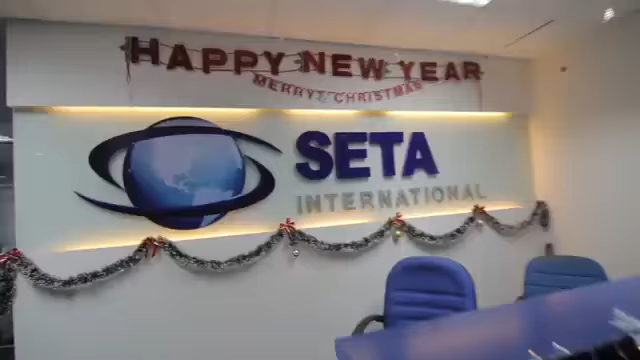 HAPPY NEW YEAR
MERRY CHRISTMAS
SETA
INTERNATIONAL